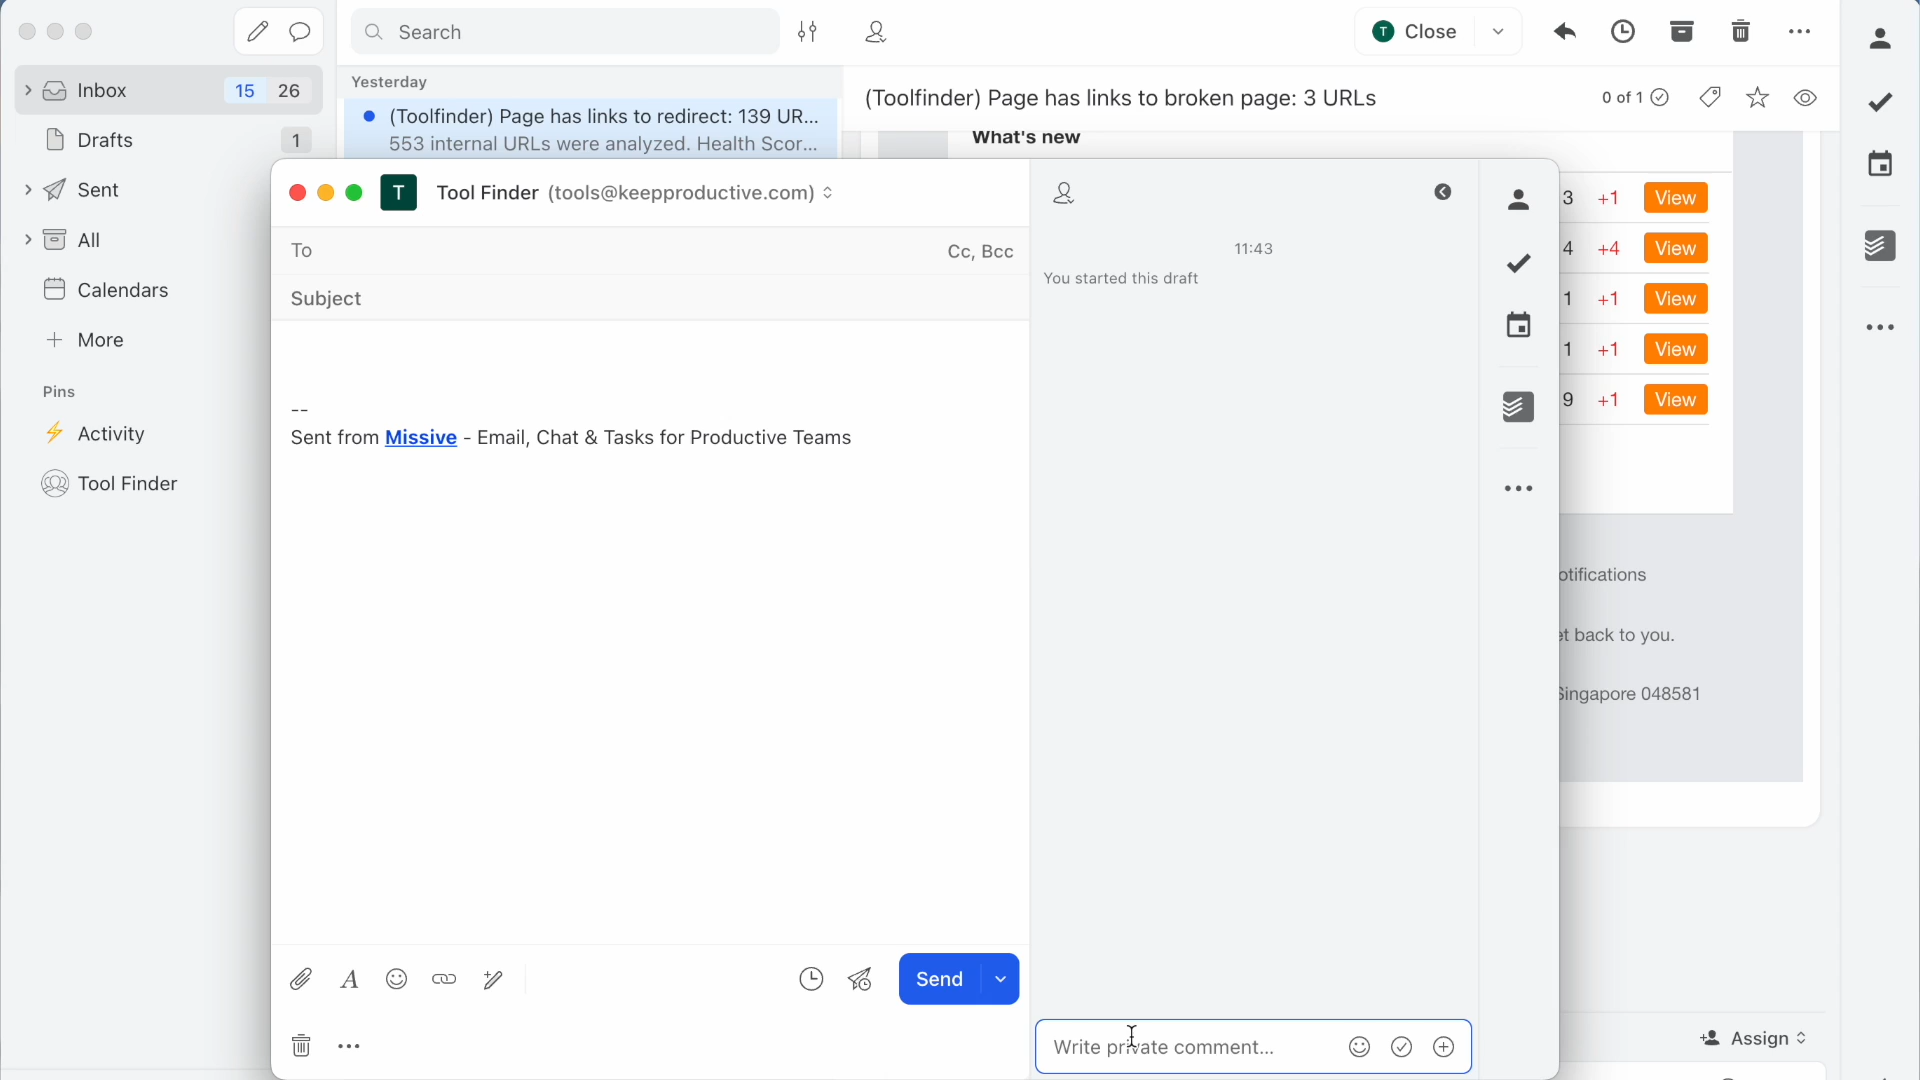 Inbox 15 26
Drafts 1
Sent
All
Calendars
More
Pins
Activity
Tool Finder
Search
T Close
Yesterday
(Toolfinder) Page has links to redirect: 139 UR...
553 internal URLs were analyzed. Health Scor...
(Toolfinder) Page has links to broken page: 3 URLs
0 of 1
What's new
3 +1 View
4 +4 View
1 +1 View
1 +1 View
9 +1 View
otifications
et back to you.
Singapore 048581
Assign
T Tool Finder (tools@keepproductive.com)
To
Cc, Bcc
Subject
--
Sent from Missive - Email, Chat & Tasks for Productive Teams
A
Send
11:43
You started this draft
Write private comment...